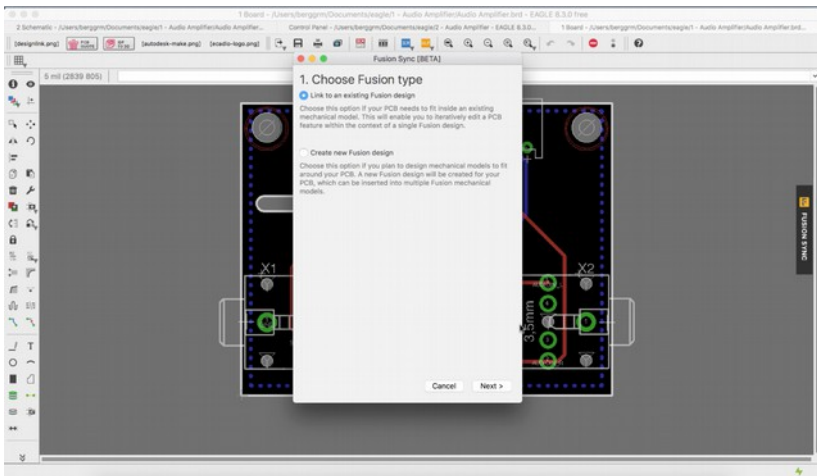 1 Board - /Users/berggrm/Documents/eagle/1 - Audio Amplifier/Audio Amplifier.brd - EAGLE 8.3.0 free
2 Schematic - /Users/berggrm/Documents/eagle/1 - Audio Amplifier/Audio Amplifier...
Control Panel - /Users/berggrm/Documents/eagle/1 - Audio Amplifier - EAGLE 8.3.0...
1 Board - /Users/berggrm/Documents/eagle/1 - Audio Amplifier/Audio Amplifier.brd...
[designlink.png]
[autodesk-make.png]
[ecadio-logo.png]
Fusion Sync [BETA]
5 mil (2839 805)
1. Choose Fusion type
Link to an existing Fusion design
Choose this option if your PCB needs to fit inside an existing
mechanical model. This will enable you to iteratively edit a PCB
feature within the context of a single Fusion design.
Create new Fusion design
Choose this option if you plan to design mechanical models to fit
around your PCB. A new Fusion design will be created for your
PCB, which can be inserted into multiple Fusion mechanical
models.
FUSION SYNC
X1
X2
3,5mm
Cancel
Next >